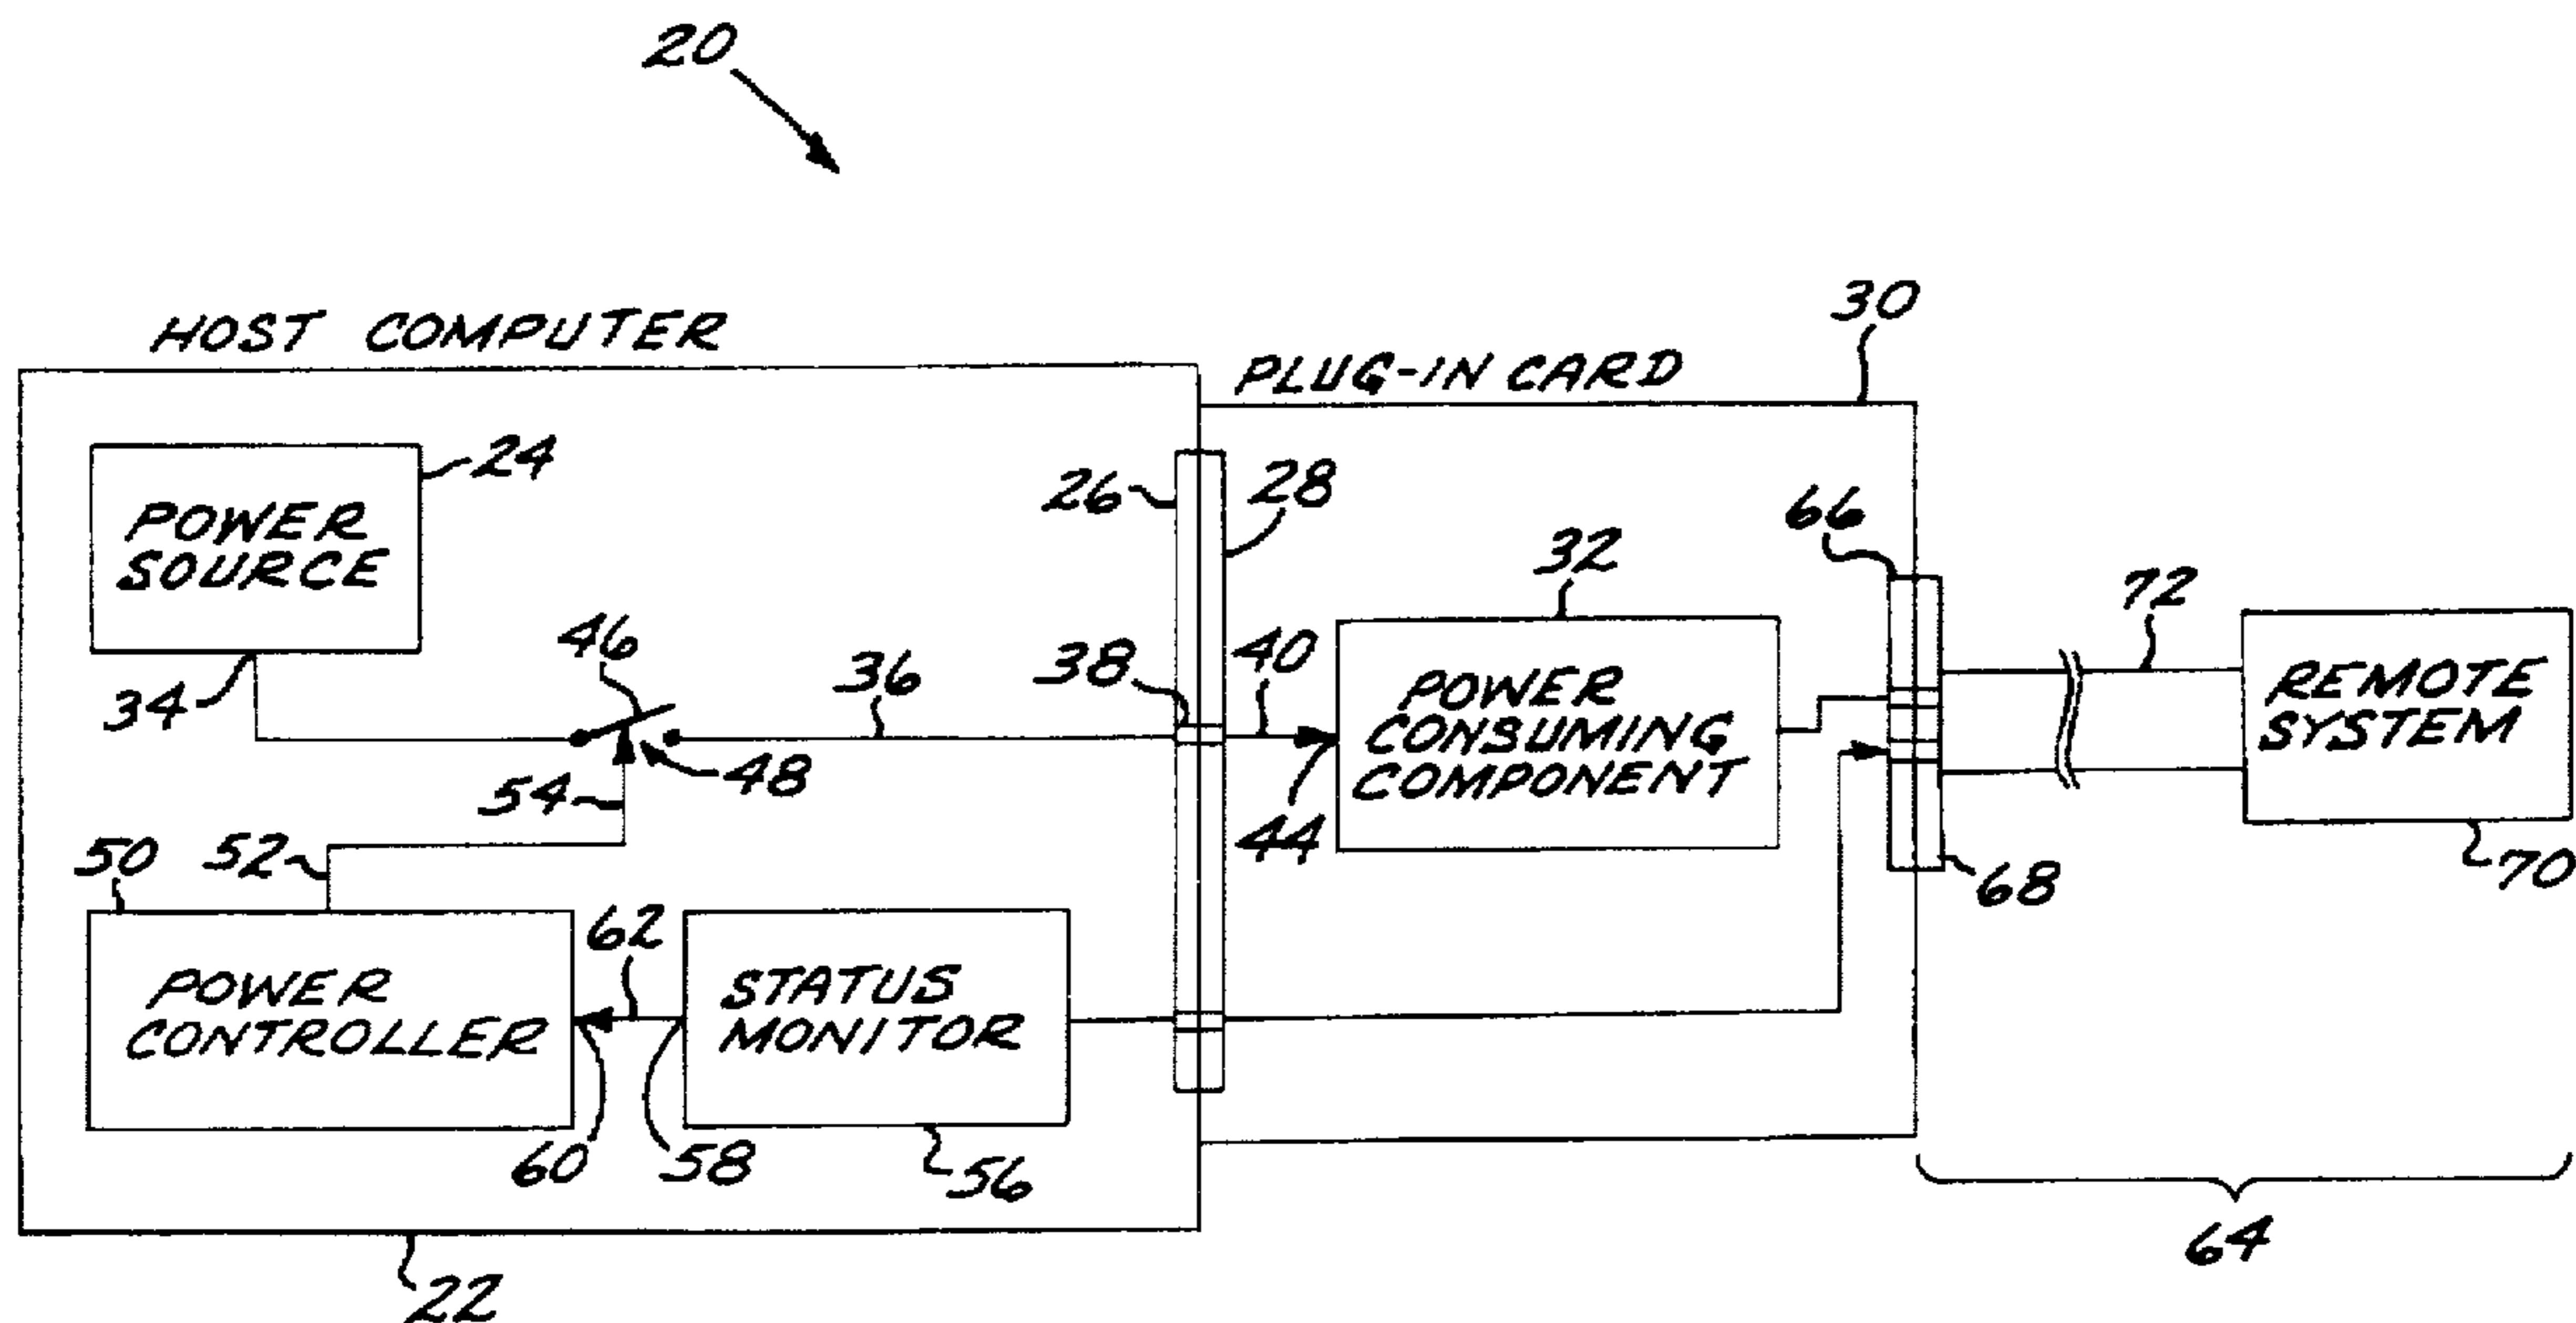 20
HOST COMPUTER
30
PLUG-IN CARD
24
POWER
SOURCE
26
28
66
32
72
46
34
36
38
40
POWER
CONSUMING
COMPONENT
REMOTE
SYSTEM
48
54
44
50
52
68
70
62
POWER
CONTROLLER
STATUS
MONITOR
60
58
56
64
22